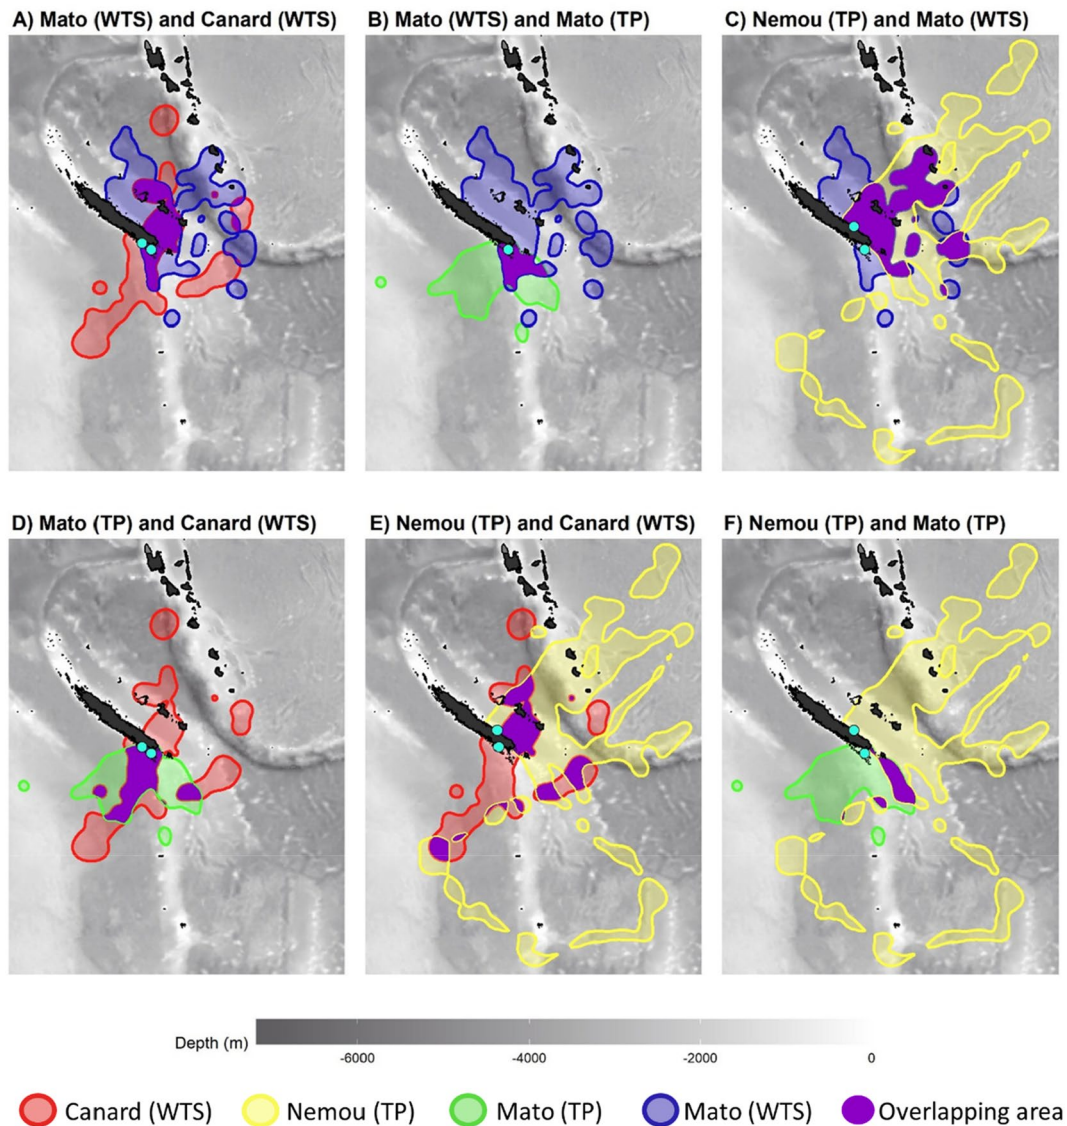 A) Mato (WTS) and Canard (WTS)
B) Mato (WTS) and Mato (TP)
C) Nemou (TP) and Mato (WTS)
D) Mato (TP) and Canard (WTS)
E) Nemou (TP) and Canard (WTS)
F) Nemou (TP) and Mato (TP)
Depth (m)
-6000 -4000 -2000 0
Canard (WTS) Nemou (TP) Mato (TP) Mato (WTS) Overlapping area